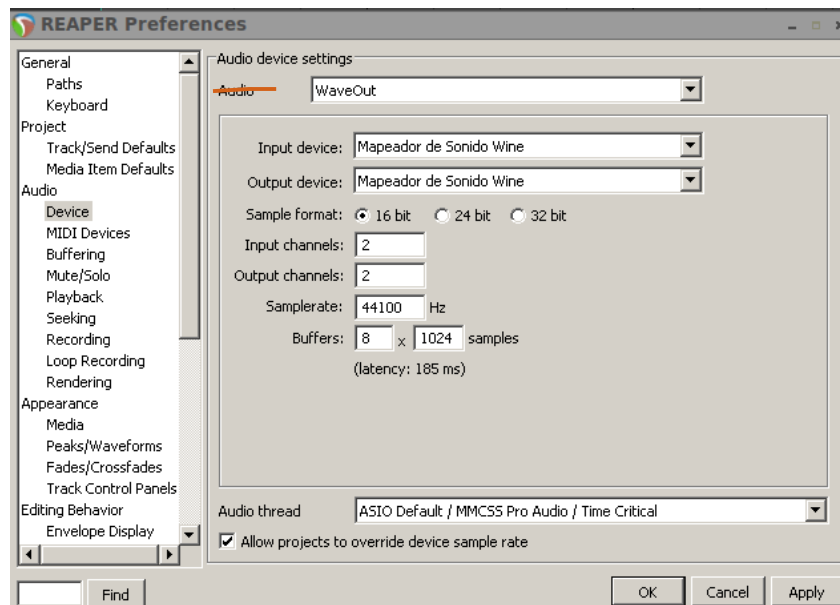 REAPER Preferences
General
Paths
Keyboard
Project
Track/Send Defaults
Media Item Defaults
Audio
Device
MIDI Devices
Buffering
Mute/Solo
Playback
Seeking
Recording
Loop Recording
Rendering
Appearance
Media
Peaks/Waveforms
Fades/Crossfades
Track Control Panels
Editing Behavior
Envelope Display
Find
Audio device settings
Audio WaveOut
Input device: Mapeador de Sonido Wine
Output device: Mapeador de Sonido Wine
Sample format: 16 bit 24 bit 32 bit
Input channels: 2
Output channels: 2
Samplerate: 44100 Hz
Buffers: 8 x 1024 samples
(latency: 185 ms)
Audio thread ASIO Default / MMCSS Pro Audio / Time Critical
Allow projects to override device sample rate
OK Cancel Apply